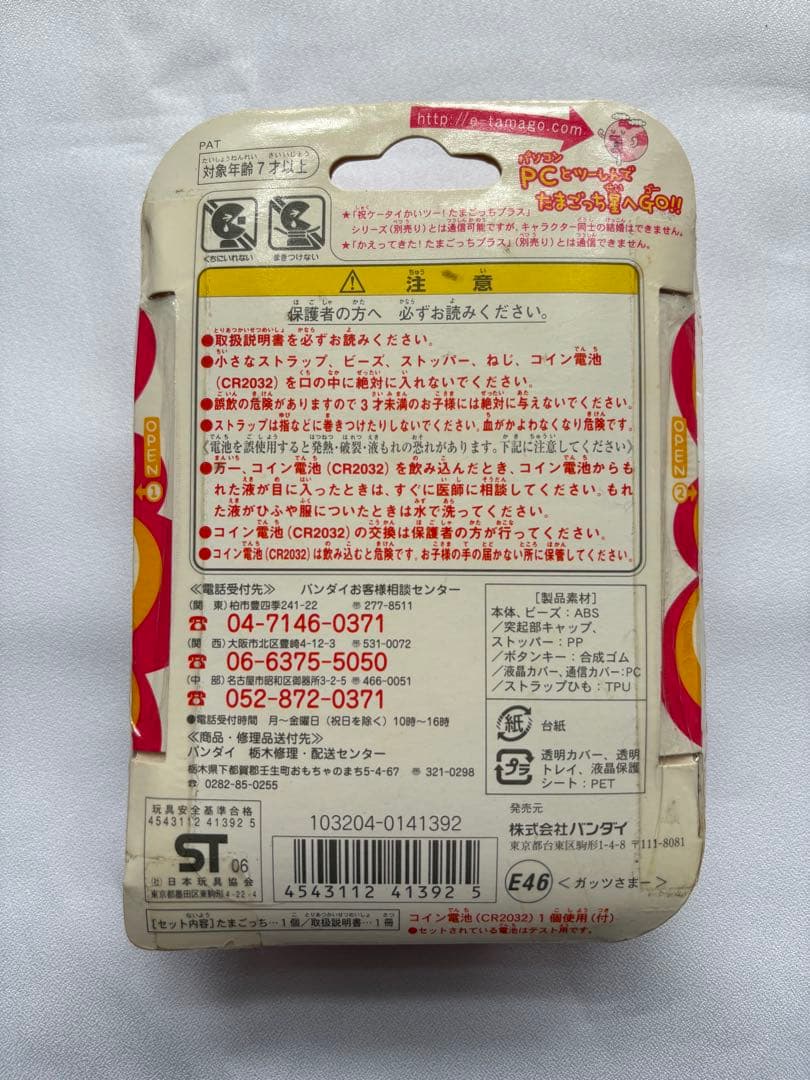 http://e-tamago.com
PAT
対象年齢7才以上
パソコン
PCとツーしんで
たまごっち星へGO!!
くちにいれない
まきつけない
★「祝ケータイかいツー!たまごっちプラス」
シリーズ(別売り)とは通信可能ですが、キャラクター同士の結婚はできません。
★「かえってきた!たまごっちプラス」(別売り)とは通信できません。
注意
保護者の方へ 必ずお読みください。
●取扱説明書を必ずお読みください。
●小さなストラップ、ビーズ、ストッパー、ねじ、コイン電池
(CR2032)を口の中に絶対に入れないでください。
●誤飲の危険がありますので3才未満のお子様には絶対に与えないでください。
●ストラップは指などに巻きつけたりしないでください。血がかよわなくなり危険です。
《電池を誤使用すると発熱・破裂・液もれの恐れがあります。下記に注意してください》
●万一、コイン電池(CR2032)を飲み込んだとき、コイン電池からも
れた液が目に入ったときは、すぐに医師に相談してください。もれ
た液がひふや服についたときは水で洗ってください。
●コイン電池(CR2032)の交換は保護者の方が行ってください。
●コイン電池(CR2032)は飲み込むと危険です。お子様の手の届かない所に保管してください。
OPEN
1
OPEN
2
≪電話受付先≫ バンダイお客様相談センター
(関 東)柏市豊四季241-22 〒277-8511
☎ 04-7146-0371
(関 西)大阪市北区豊崎4-12-3 〒531-0072
☎ 06-6375-5050
(中 部)名古屋市昭和区御器所3-2-5 〒466-0051
☎ 052-872-0371
●電話受付時間 月~金曜日(祝日を除く)10時~16時
≪商品・修理品送付先≫
バンダイ 栃木修理・配送センター
栃木県下都賀郡壬生町おもちゃのまち5-4-67 〒321-0298
☎ 0282-85-0255
[製品素材]
本体、ビーズ:ABS
/突起部キャップ、
ストッパー:PP
/ボタンキー:合成ゴム
/液晶カバー、通信カバー:PC
/ストラップひも:TPU
紙
台紙
プラ
透明カバー、透明
トレイ、液晶保護
シート:PET
玩具安全基準合格
4543112 41392 5
ST 06
(社)日本玩具協会
東京都墨田区東駒形4-22-4
103204-0141392
4543112 413925
発売元
株式会社バンダイ
東京都台東区駒形1-4-8 〒111-8081
E46 <ガッツさまー>
[セット内容]たまごっち…1個/取扱説明書…1冊
コイン電池(CR2032)1個使用(付)
●セットされている電池はテスト用です。